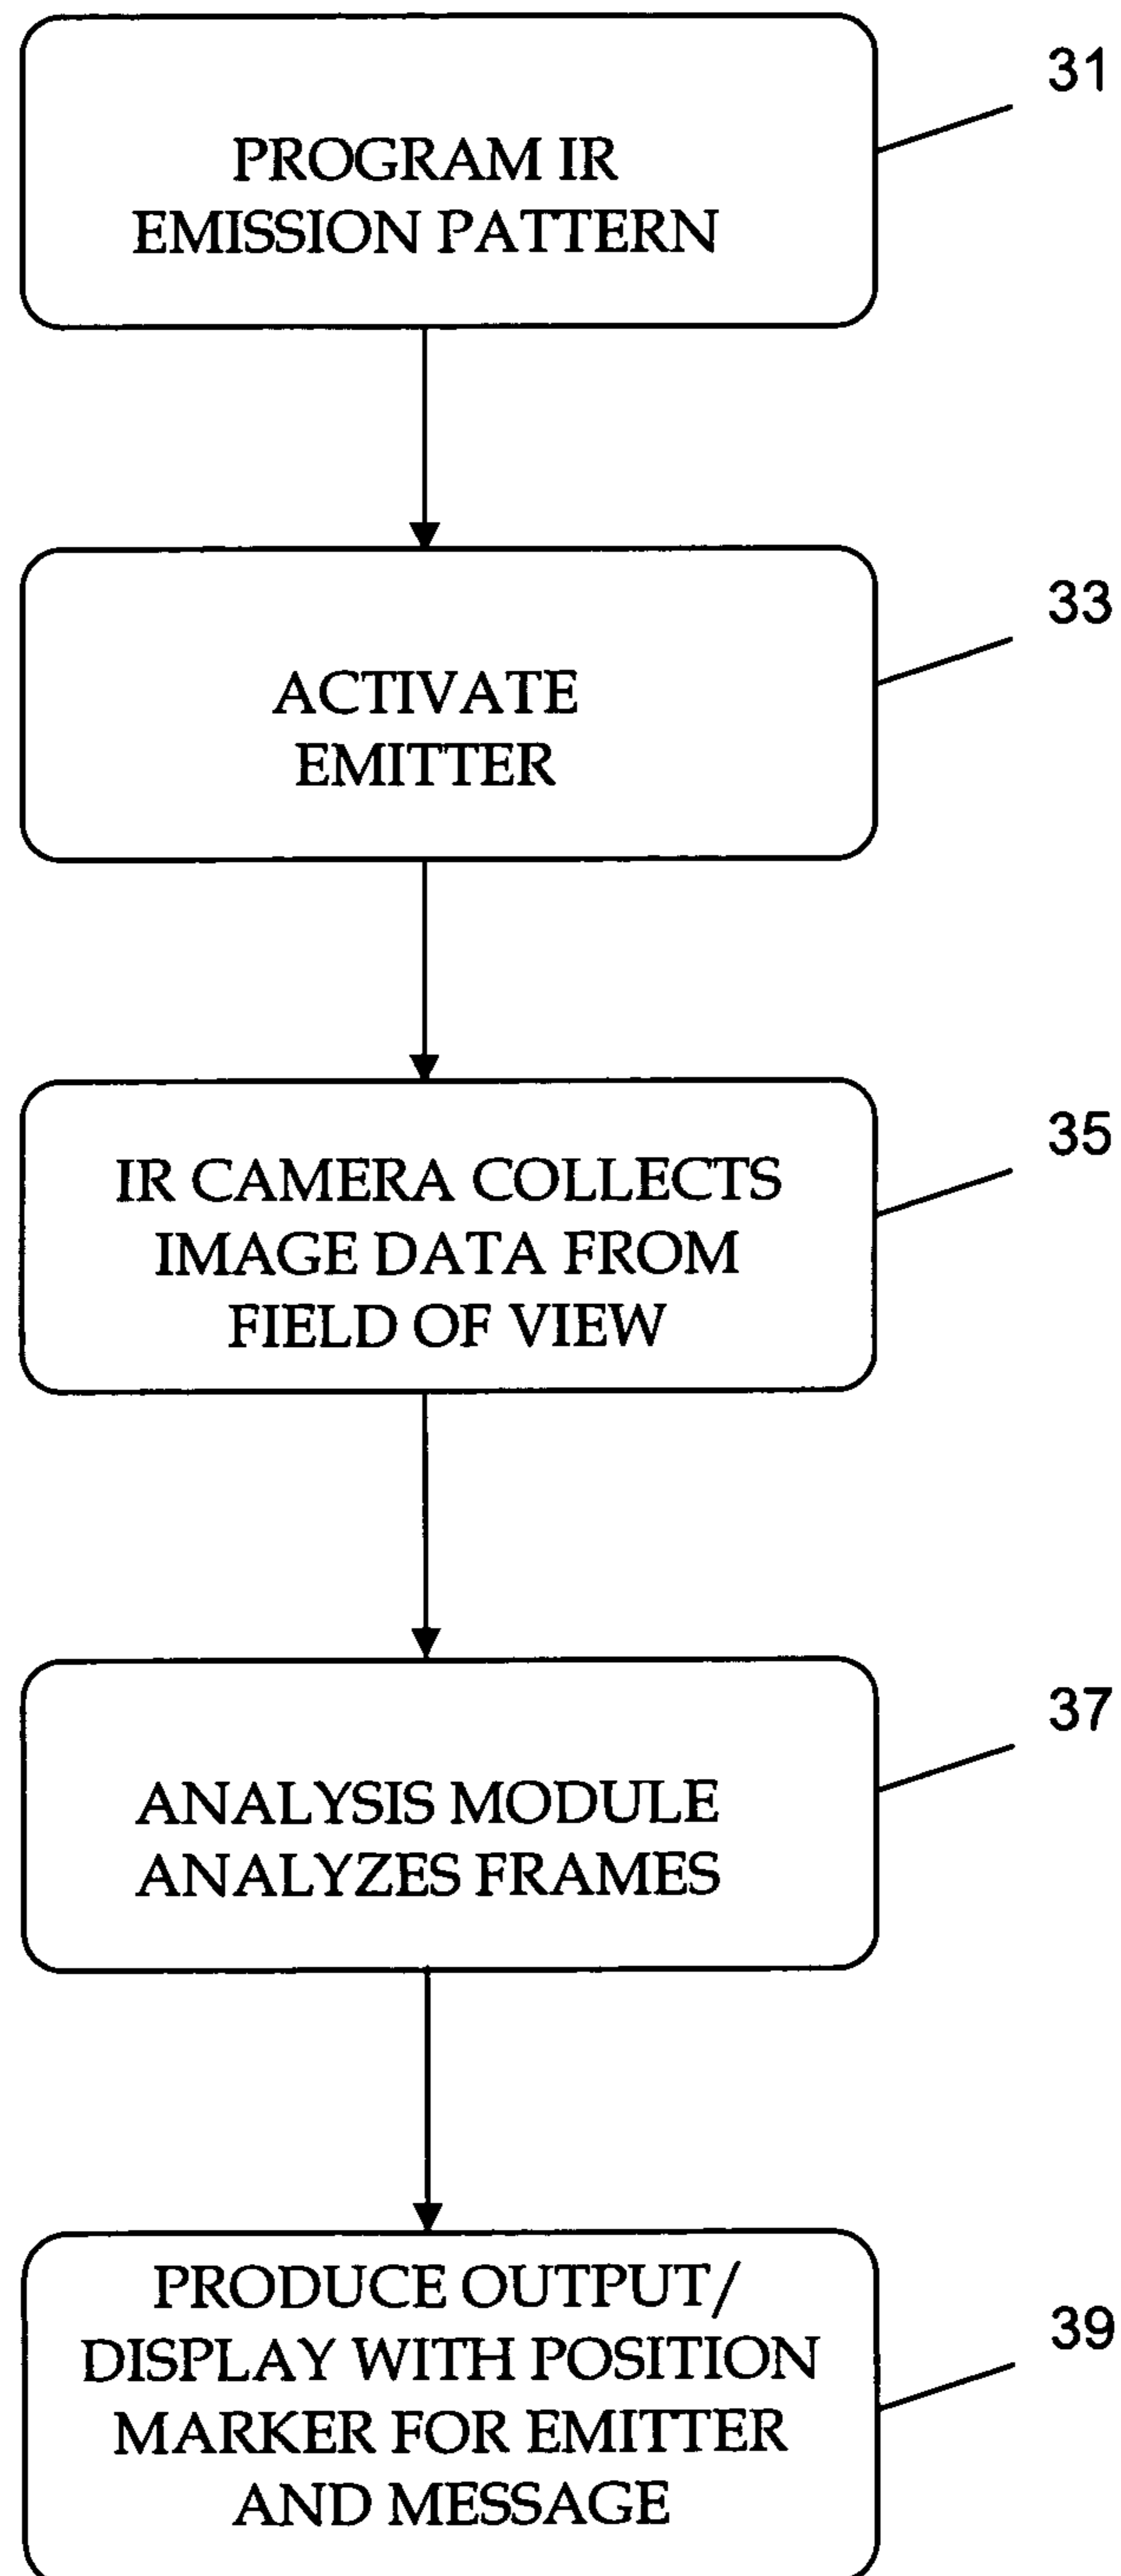 31
PROGRAM IR
EMISSION PATTERN
33
ACTIVATE
EMITTER
35
IR CAMERA COLLECTS
IMAGE DATA FROM
FIELD OF VIEW
37
ANALYSIS MODULE
ANALYZES FRAMES
39
PRODUCE OUTPUT/
DISPLAY WITH POSITION
MARKER FOR EMITTER
AND MESSAGE